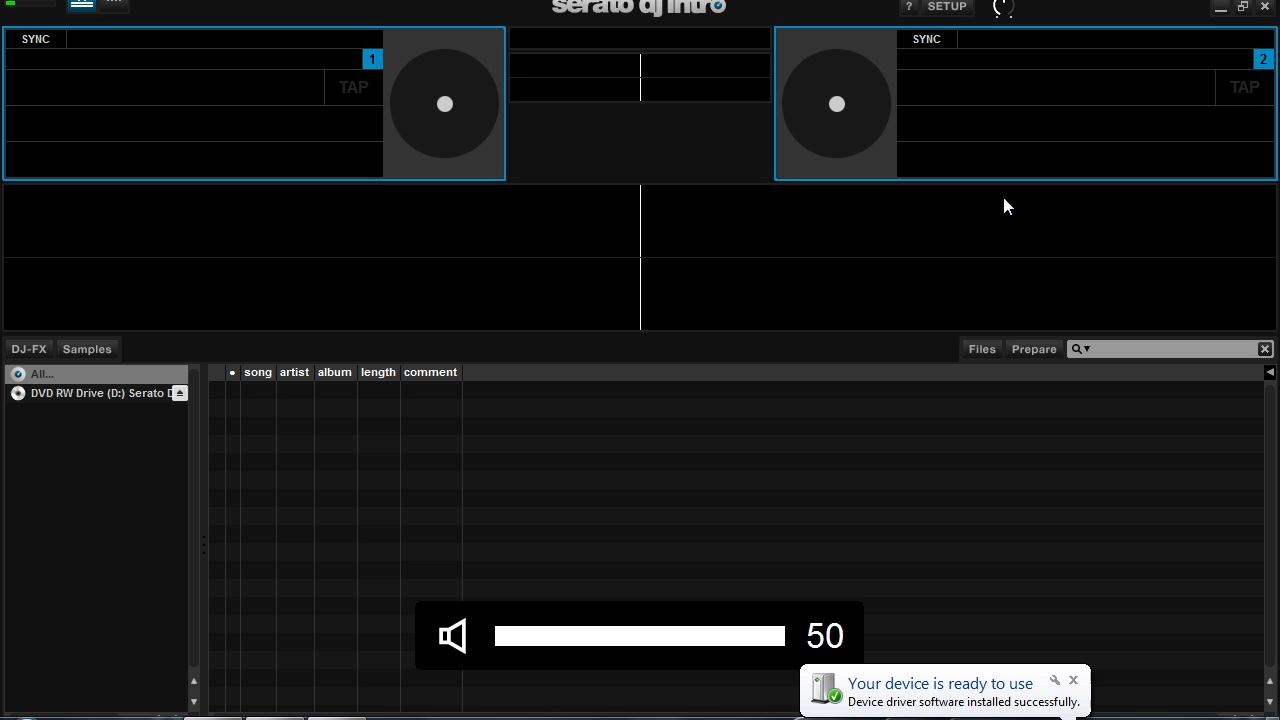 serato dj intro
? SETUP
SYNC
1
TAP
SYNC
2
TAP
DJ-FX Samples
Files Prepare
All...
DVD RW Drive (D:) Serato
song artist album length comment
50
Your device is ready to use
Device driver software installed successfully.